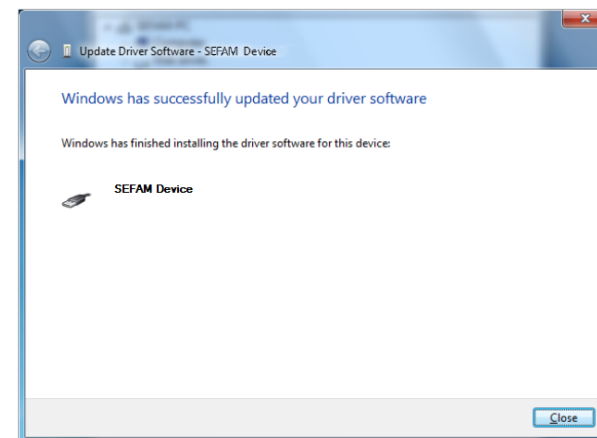 Update Driver Software - SEFAM Device
Windows has successfully updated your driver software
Windows has finished installing the driver software for this device:
SEFAM Device
Close